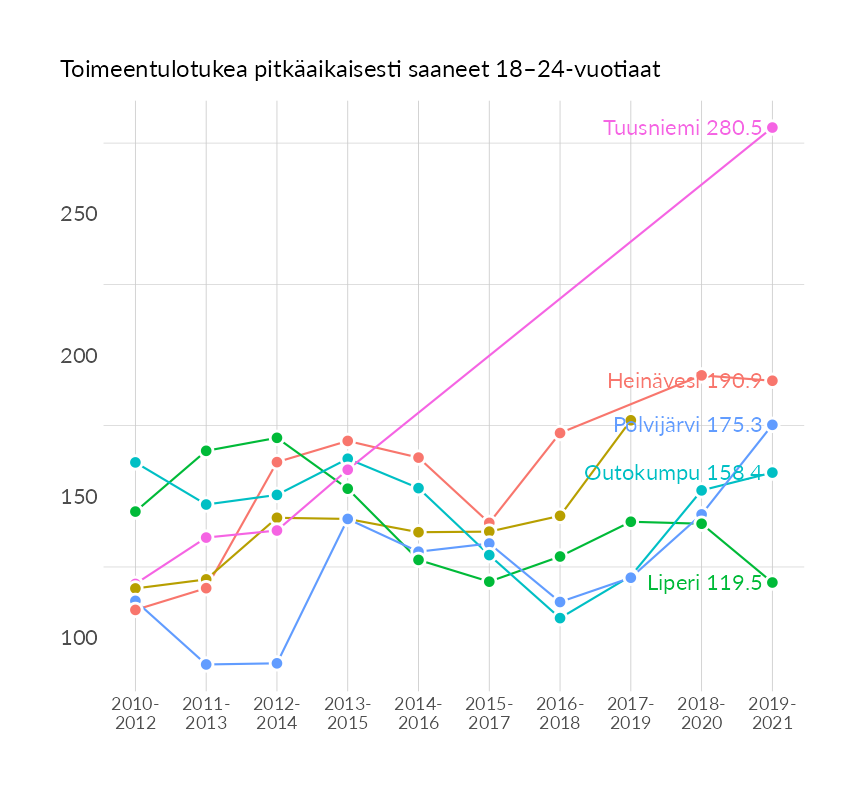 Toimeentulotukea pitkäaikaisesti saaneet 18–24-vuotiaat
Tuusniemi 280.5
250
200
Heinävesi 190.9
Polvijärvi 175.3
Outokumpu 158.4
150
Liperi 119.5
100
2010-2012 2011-2013 2012-2014 2013-2015 2014-2016 2015-2017 2016-2018 2017-2019 2018-2020 2019-2021